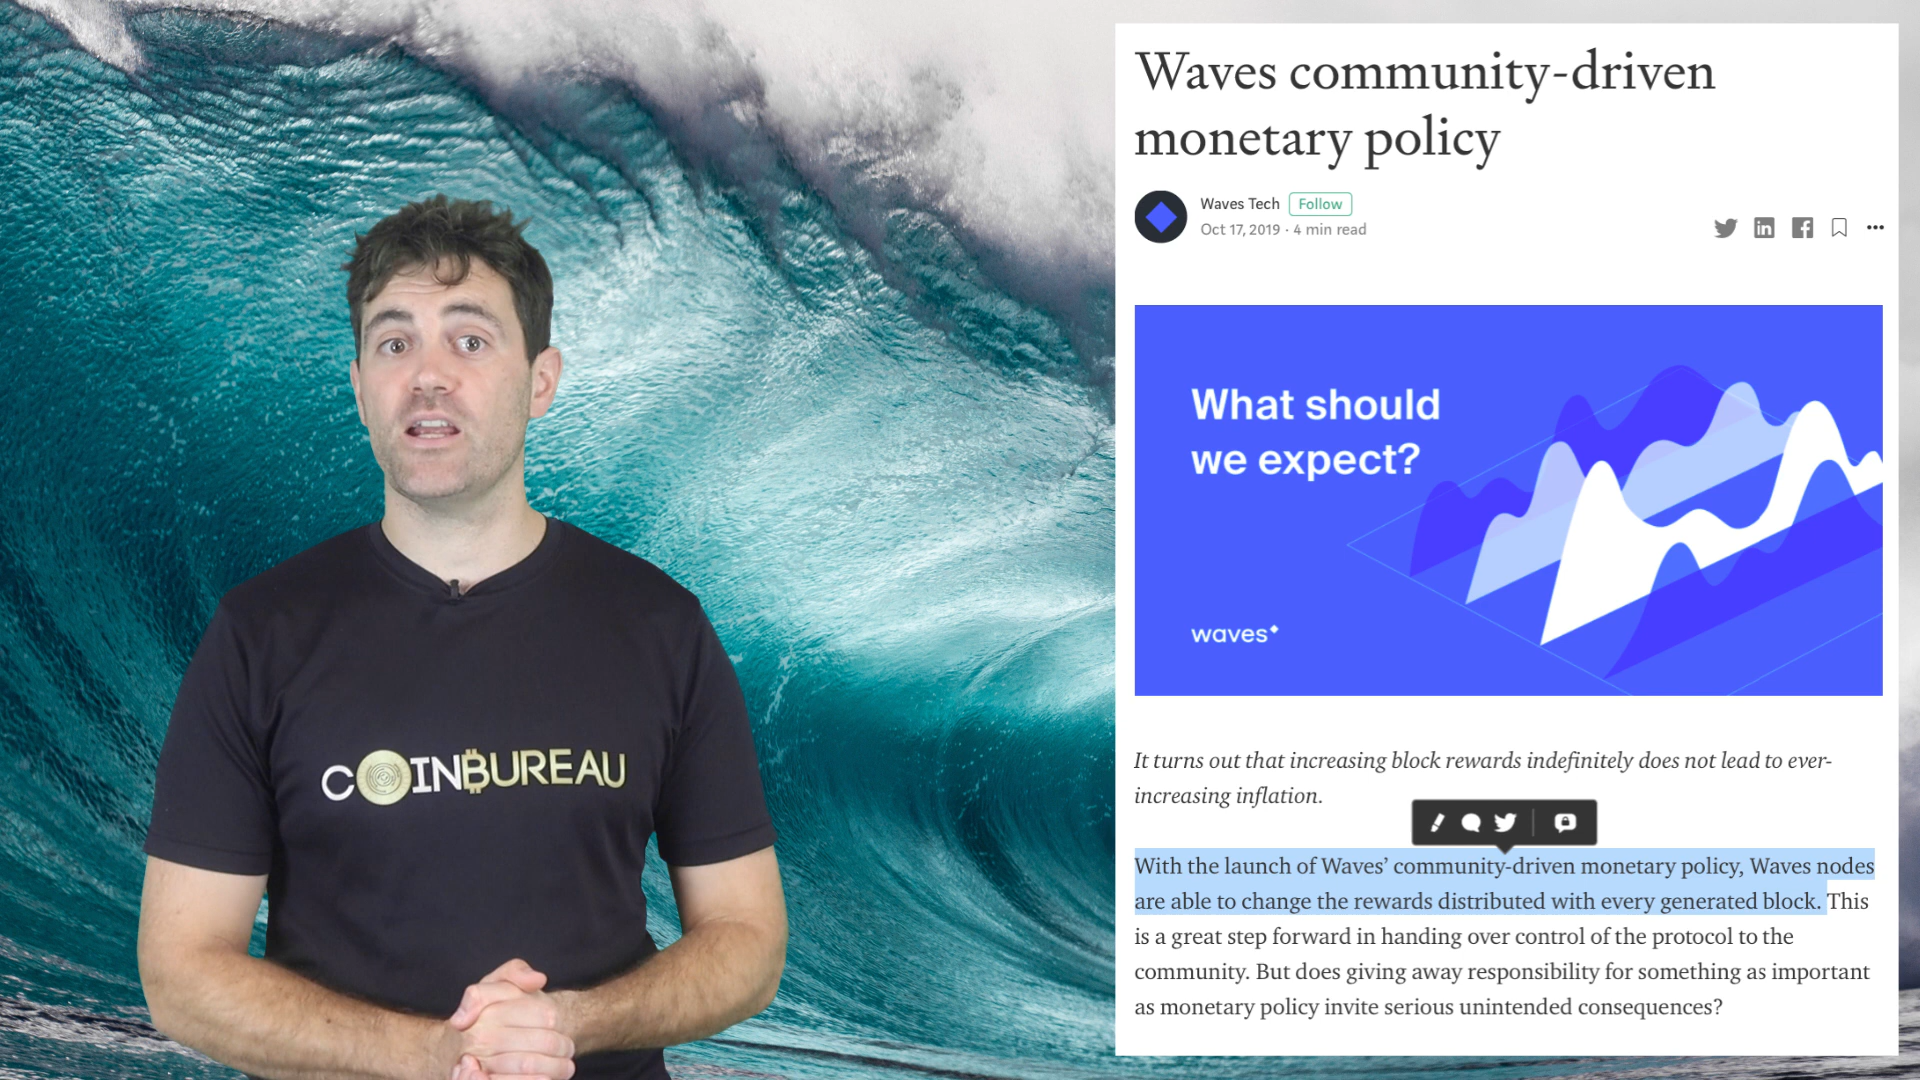 COINBUREAU
Waves community-driven
monetary policy
Waves Tech Follow
Oct 17, 2019 · 4 min read
What should
we expect?
waves
It turns out that increasing block rewards indefinitely does not lead to ever-
increasing inflation.
With the launch of Waves’ community-driven monetary policy, Waves nodes
are able to change the rewards distributed with every generated block. This
is a great step forward in handing over control of the protocol to the
community. But does giving away responsibility for something as important
as monetary policy invite serious unintended consequences?